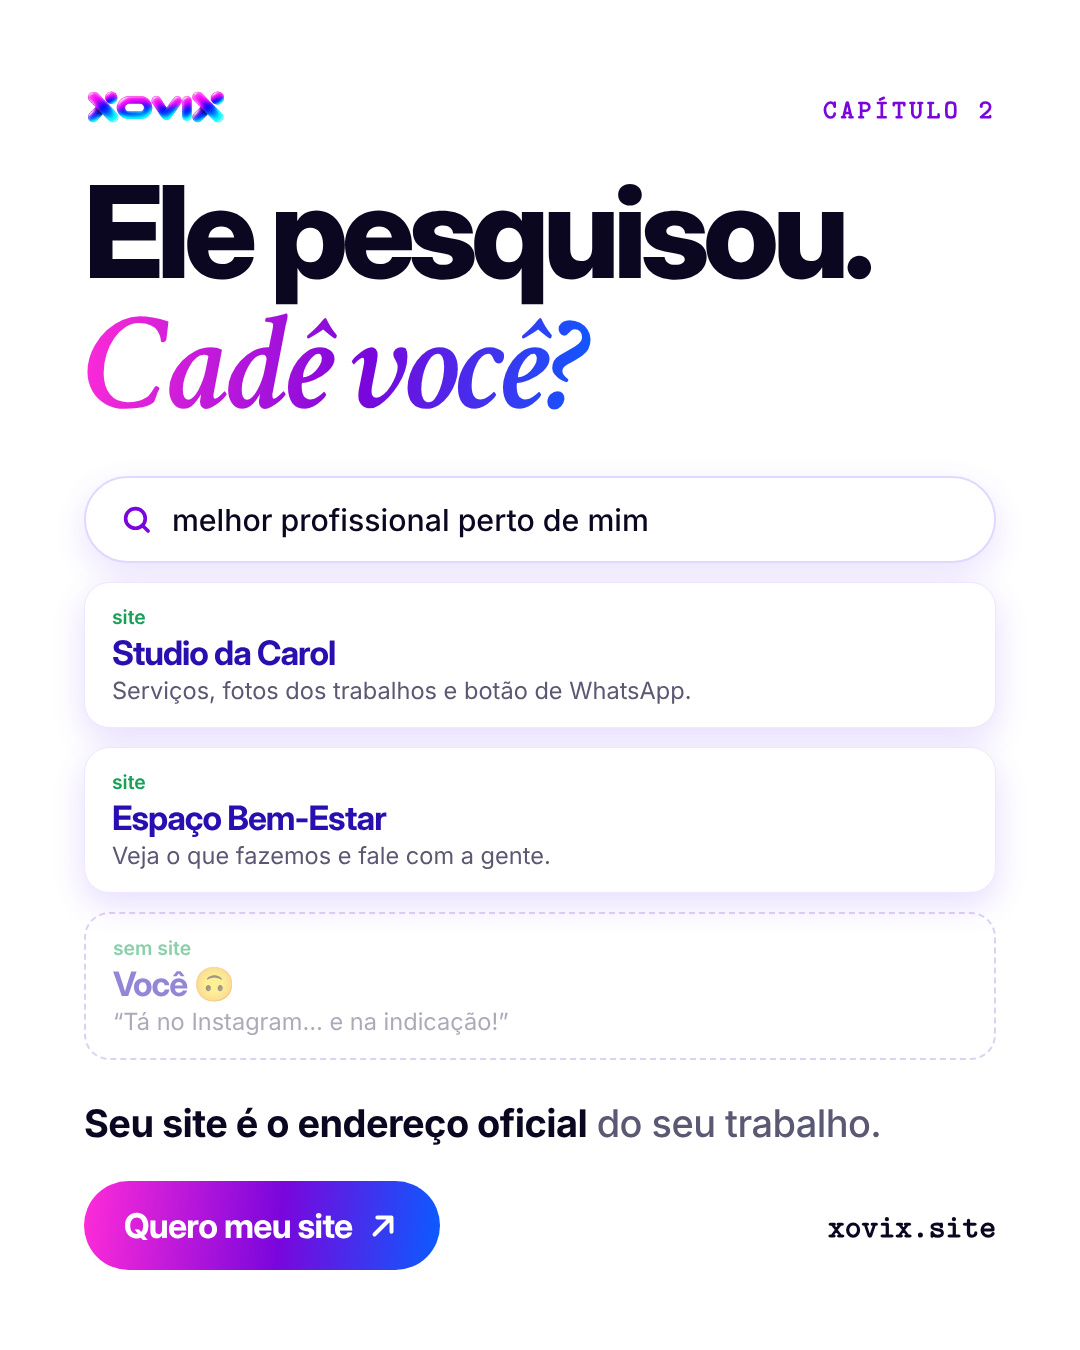 XOVIX
CAPÍTULO 2
Ele pesquisou.
Cadê você?
melhor profissional perto de mim
site
Studio da Carol
Serviços, fotos dos trabalhos e botão de WhatsApp.
site
Espaço Bem-Estar
Veja o que fazemos e fale com a gente.
sem site
Você 🙃
“Tá no Instagram... e na indicação!”
Seu site é o endereço oficial do seu trabalho.
Quero meu site
xovix.site